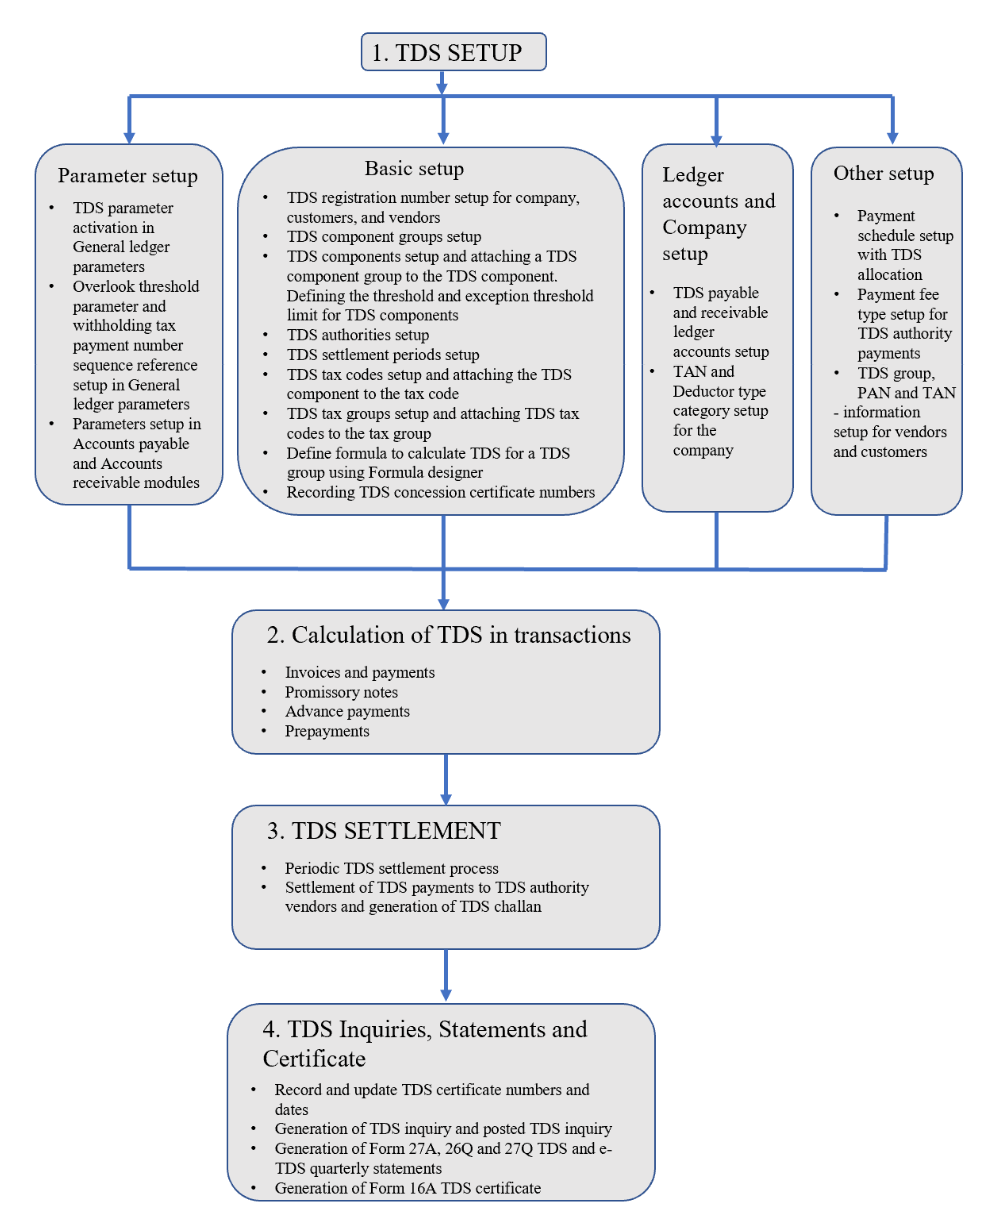 1. TDS SETUP
Parameter setup
• TDS parameter
activation in
General ledger
parameters
• Overlook threshold
parameter and
withholding tax
payment number
sequence reference
setup in General
ledger parameters
• Parameters setup in
Accounts payable
and Accounts
receivable modules
Basic setup
• TDS registration number setup for company,
customers, and vendors
• TDS component groups setup
• TDS components setup and attaching a TDS
component group to the TDS component.
Defining the threshold and exception threshold
limit for TDS components
• TDS authorities setup
• TDS settlement periods setup
• TDS tax codes setup and attaching the TDS
component to the tax code
• TDS tax groups setup and attaching TDS tax
codes to the tax group
• Define formula to calculate TDS for a TDS
group using Formula designer
• Recording TDS concession certificate numbers
Ledger
accounts and
Company
setup
• TDS payable
and receivable
ledger
accounts setup
• TAN and
Deductor type
category setup
for the
company
Other setup
• Payment
schedule setup
with TDS
allocation
• Payment fee
type setup for
TDS authority
payments
• TDS group,
PAN and TAN
- information
setup for vendors
and customers
2. Calculation of TDS in transactions
• Invoices and payments
• Promissory notes
• Advance payments
• Prepayments
3. TDS SETTLEMENT
• Periodic TDS settlement process
• Settlement of TDS payments to TDS authority
vendors and generation of TDS challan
4. TDS Inquiries, Statements and
Certificate
• Record and update TDS certificate numbers and
dates
• Generation of TDS inquiry and posted TDS inquiry
• Generation of Form 27A, 26Q and 27Q TDS and e-
TDS quarterly statements
• Generation of Form 16A TDS certificate